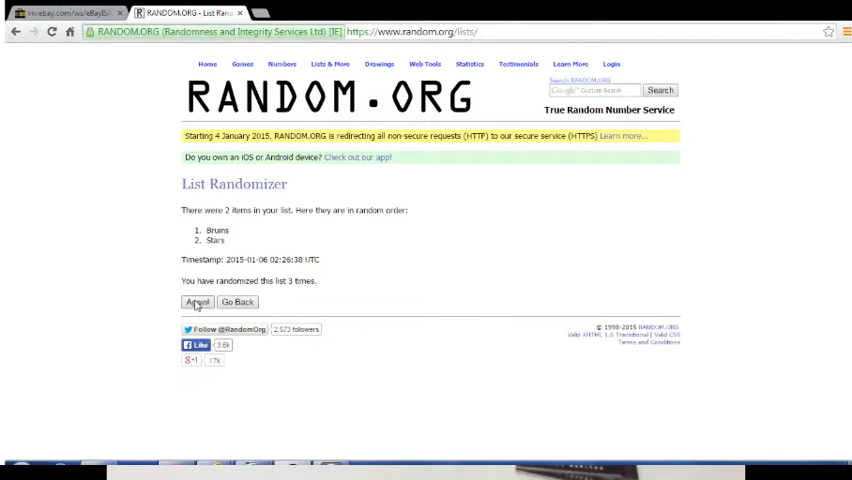 viv.ebay.com/ws/eBayIS/ × RANDOM.ORG - List Rand ×
RANDOM.ORG (Randomness and Integrity Services Ltd) [IE] https://www.random.org/lists/
Home Games Numbers Lists & More Drawings Web Tools Statistics Testimonials Learn More Login
RANDOM.ORG
Search RANDOM.ORG
Google™ Custom Search Search
True Random Number Service
Starting 4 January 2015, RANDOM.ORG is redirecting all non-secure requests (HTTP) to our secure service (HTTPS) Learn more...
Do you own an iOS or Android device? Check out our app!
List Randomizer
There were 2 items in your list. Here they are in random order:
1. Bruins
2. Stars
Timestamp: 2015-01-06 02:26:38 UTC
You have randomized this list 3 times.
Again! Go Back
Follow @RandomOrg 2,573 followers
Like 3.6k
g+1 17k
© 1998-2015 RANDOM.ORG
Valid XHTML 1.0 Transitional | Valid CSS
Terms and Conditions